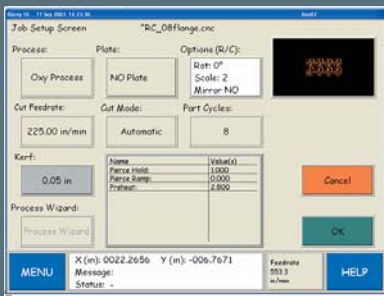 Job Setup Screen "RC_08flange.cnc
Process: Plate: Options (R/C):
Oxy Process NO Plate
Rot: 0°
Scale: 2
Mirror NO
Cut Feedrate: Cut Mode: Part Cycles:
225.00 in/min Automatic 8
Kerf:
0.05 in
Name Value(s)
Pierce Hold: 1.000
Pierce Ramp: 0.000
Preheat: 2.800
Cancel
Process Wizard:
Process Wizard
OK
MENU
X (in): 0022.2656 Y (in): -006.7671
Message:
Status: -
Feedrate
553.3
in/min
HELP